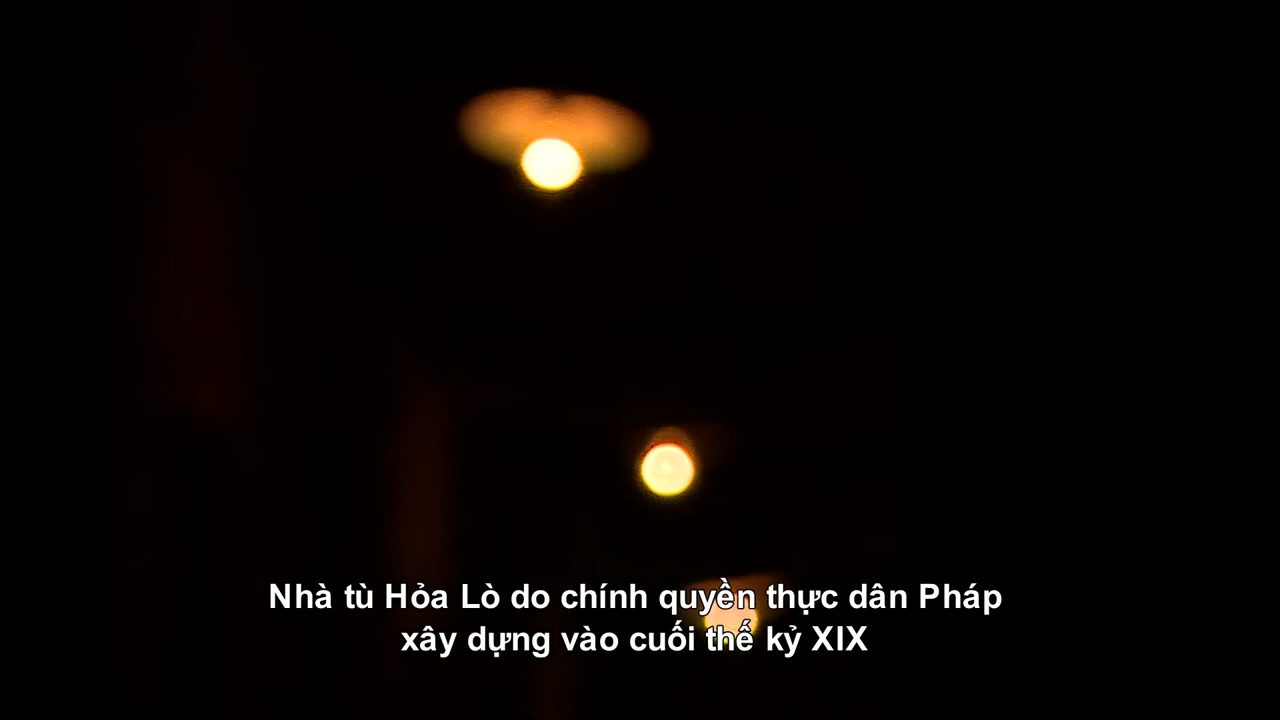 Nhà tù Hỏa Lò do chính quyền thực dân Pháp
xây dựng vào cuối thế kỷ XIX